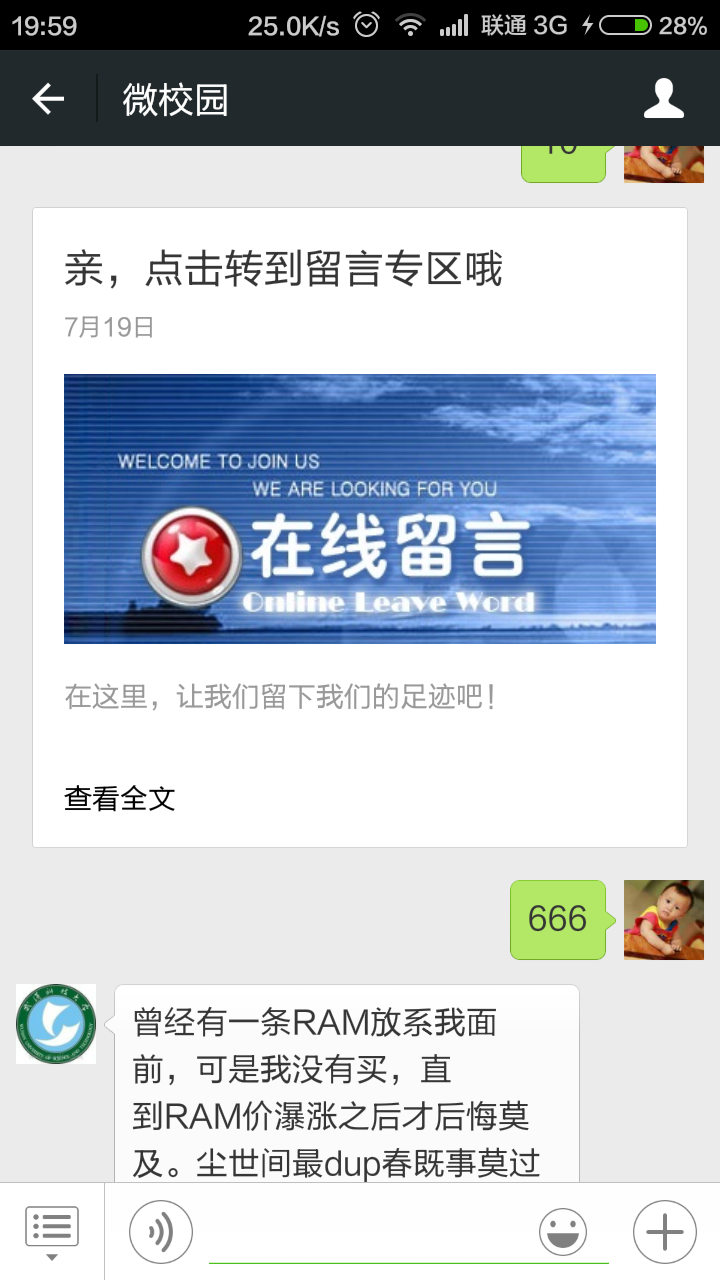 19:59 25.0K/s 联通 3G 28%
微校园
10
亲，点击转到留言专区哦
7月19日
WELCOME TO JOIN US
WE ARE LOOKING FOR YOU
在线留言
Online Leave Word
在这里，让我们留下我们的足迹吧！
查看全文
666
曾经有一条RAM放系我面
前，可是我没有买，直
到RAM价瀑涨之后才后悔莫
及。尘世间最dup春既事莫过